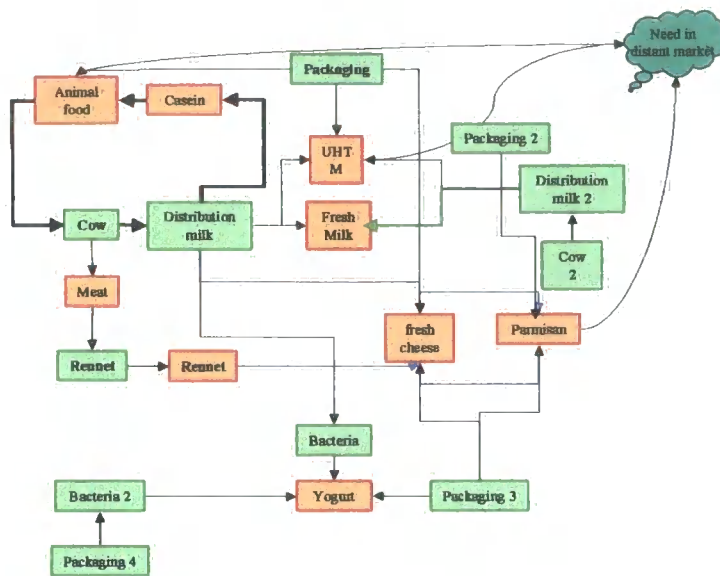 Need in
distant market
Packaging
Animal
food
Casein
UHT
M
Packaging 2
Distribution
milk 2
Cow
Distribution
milk
Fresh
Milk
Cow
2
Meat
fresh
cheese
Parmisan
Rennet
Rennet
Bacteria
Bacteria 2
Yogurt
Packaging 3
Packaging 4